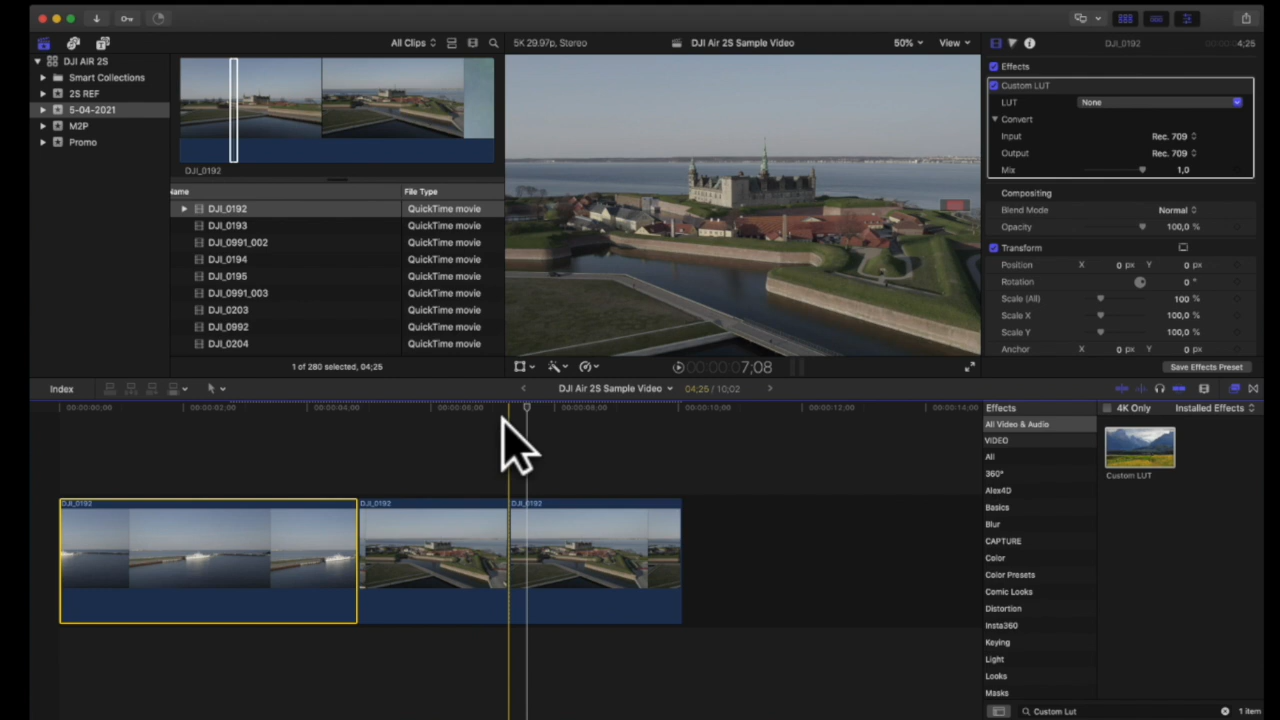 All Clips
5K 29.97p, Stereo
DJI Air 2S Sample Video
50%
View
DJI_0192
4;25
DJI AIR 2S
Smart Collections
2S REF
5-04-2021
M2P
Promo
DJI_0192
Name
File Type
DJI_0192
QuickTime movie
DJI_0193
QuickTime movie
DJI_0991_002
QuickTime movie
DJI_0194
QuickTime movie
DJI_0195
QuickTime movie
DJI_0991_003
QuickTime movie
DJI_0203
QuickTime movie
DJI_0992
QuickTime movie
DJI_0204
QuickTime movie
1 of 280 selected, 04;25
00:00:00:07;08
Effects
Custom LUT
LUT
None
Convert
Input
Rec. 709
Output
Rec. 709
Mix
1,0
Compositing
Blend Mode
Normal
Opacity
100,0 %
Transform
Position
X
0 px
Y
0 px
Rotation
0 °
Scale (All)
100 %
Scale X
100,0 %
Scale Y
100,0 %
Anchor
X
0 px
Y
0 px
Save Effects Preset
Index
DJI Air 2S Sample Video
04;25 / 10;02
00:00:00;00
00:00:02;00
00:00:04;00
00:00:06;00
00:00:08;00
00:00:10;00
00:00:12;00
00:00:14;00
DJI_0192
DJI_0192
DJI_0192
Effects
4K Only
Installed Effects
All Video & Audio
VIDEO
All
360°
Alex4D
Basics
Blur
CAPTURE
Color
Color Presets
Comic Looks
Distortion
Insta360
Keying
Light
Looks
Masks
Custom LUT
Custom Lut
1 item